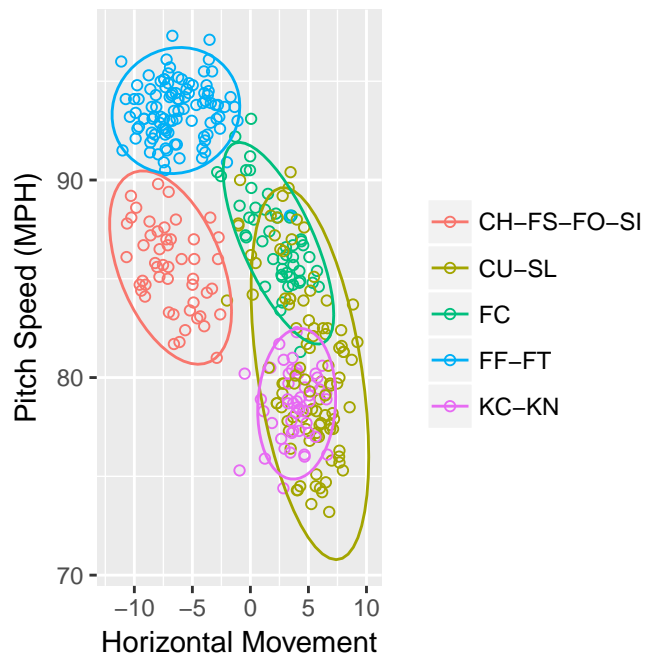 90
80
70
−10 −5 0 5 10
Pitch Speed (MPH)
Horizontal Movement
CH−FS−FO−SI
CU−SL
FC
FF−FT
KC−KN